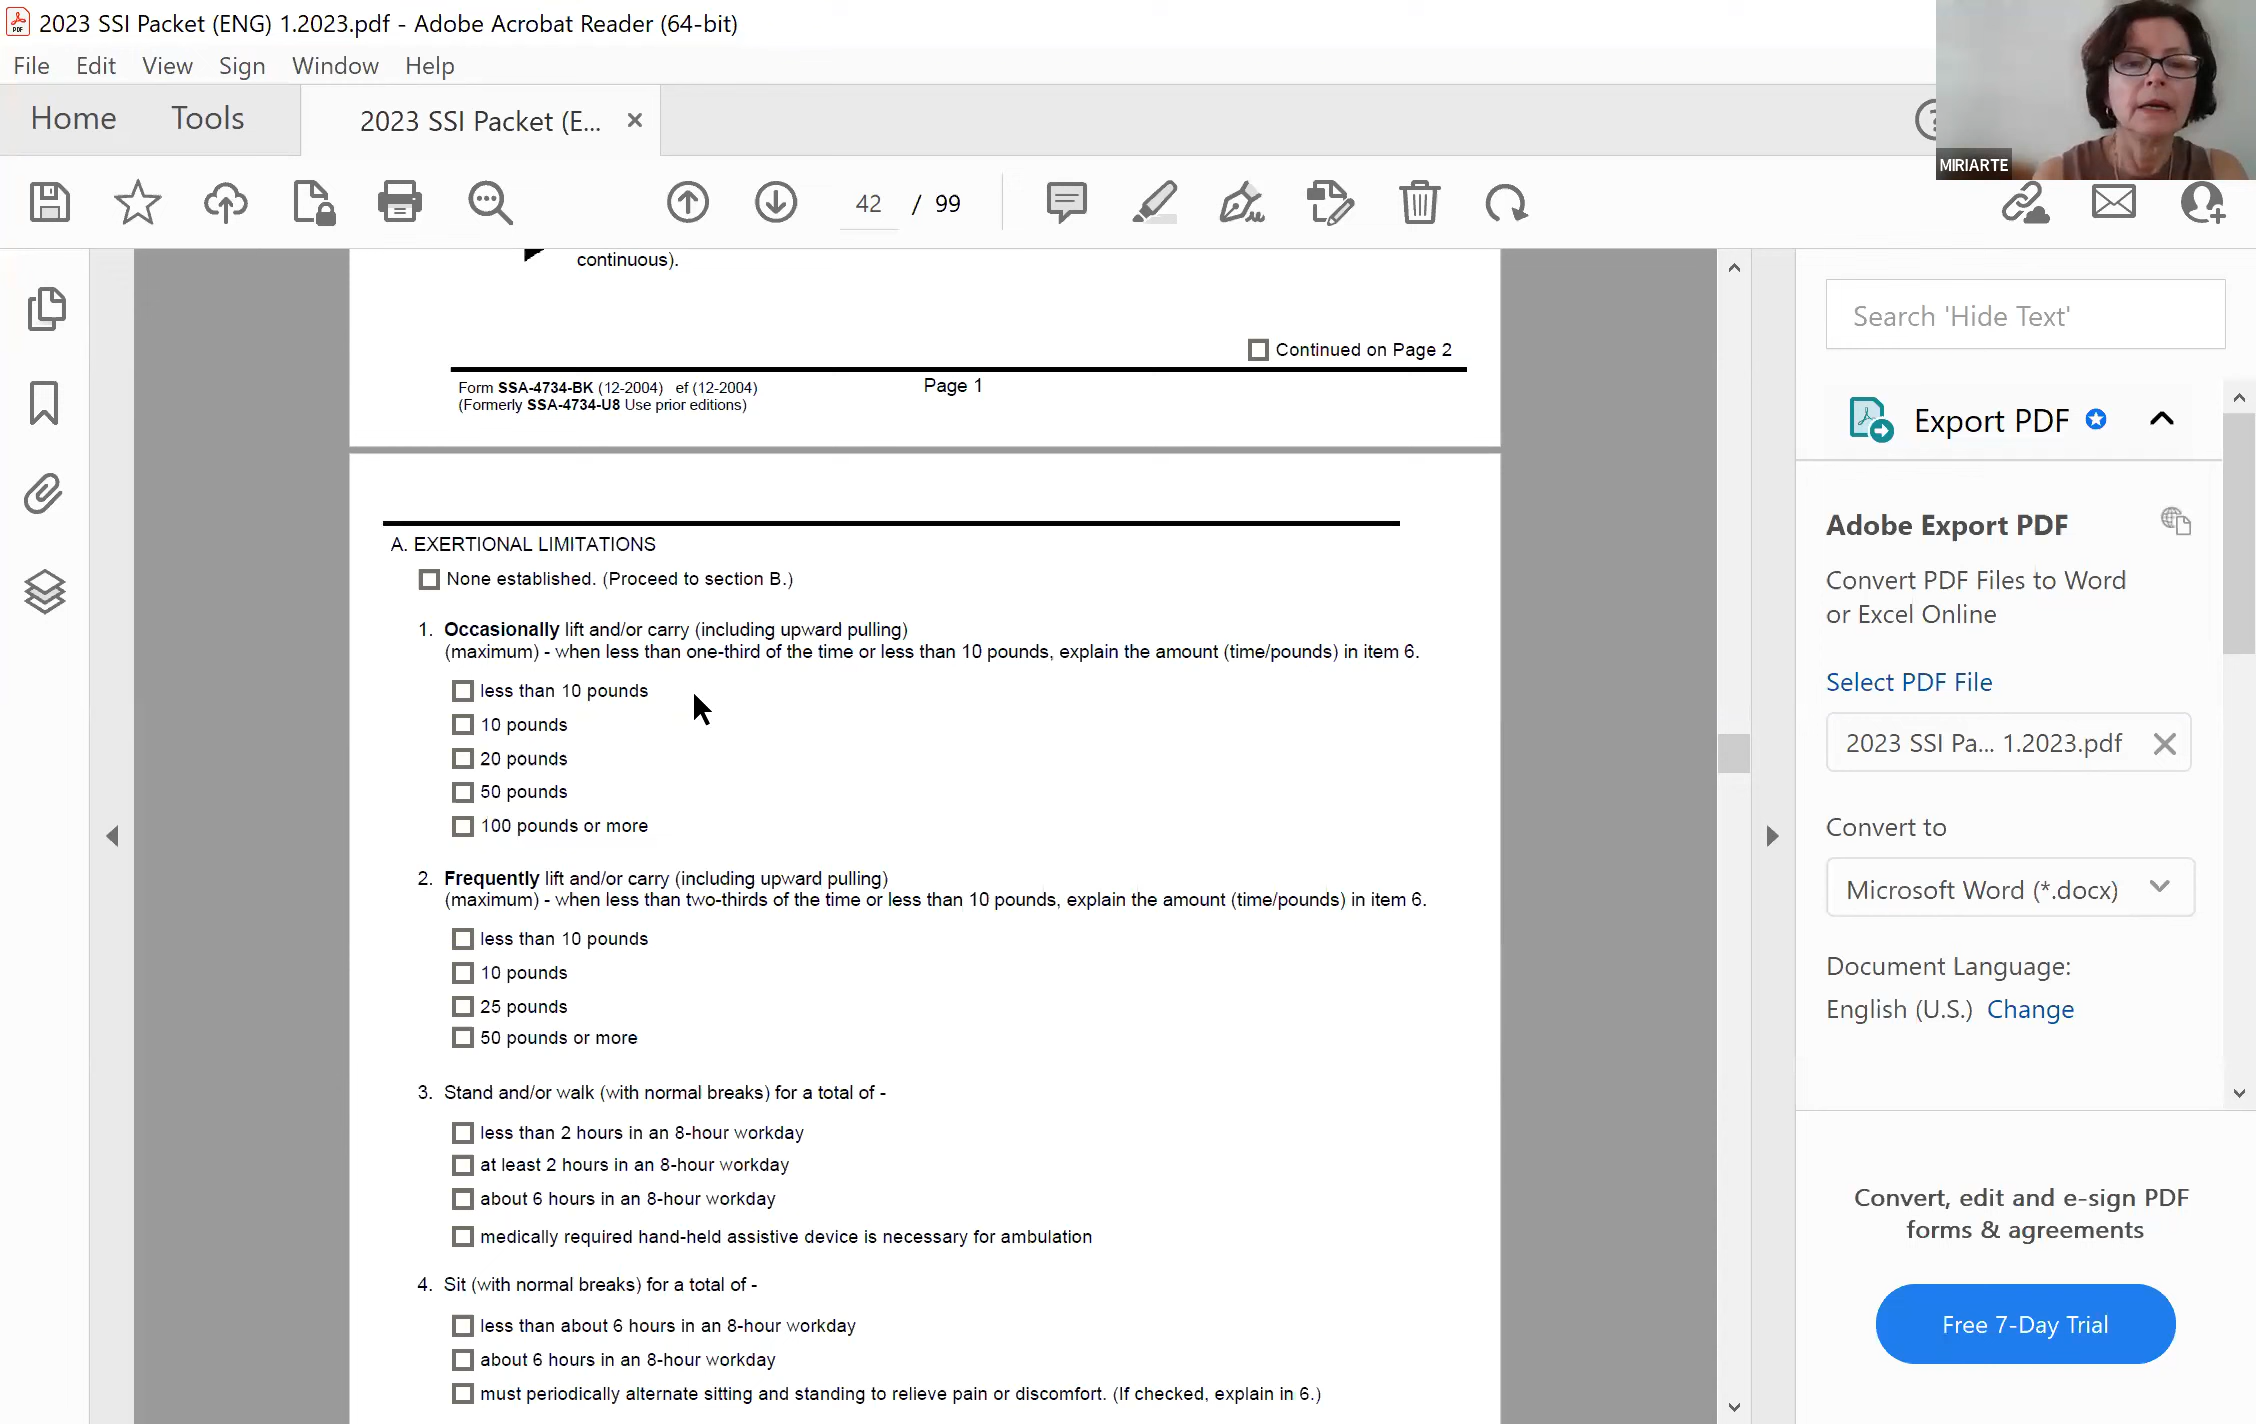 2023 SSI Packet (ENG) 1.2023.pdf - Adobe Acrobat Reader (64-bit)
File Edit View Sign Window Help
Home Tools 2023 SSI Packet (E... ×
MIRIARTE
42 / 99
continuous).
Continued on Page 2
Form SSA-4734-BK (12-2004) ef (12-2004)
Page 1
(Formerly SSA-4734-U8 Use prior editions)
A. EXERTIONAL LIMITATIONS
None established. (Proceed to section B.)
1. Occasionally lift and/or carry (including upward pulling)
(maximum) - when less than one-third of the time or less than 10 pounds, explain the amount (time/pounds) in item 6.
less than 10 pounds
10 pounds
20 pounds
50 pounds
100 pounds or more
2. Frequently lift and/or carry (including upward pulling)
(maximum) - when less than two-thirds of the time or less than 10 pounds, explain the amount (time/pounds) in item 6.
less than 10 pounds
10 pounds
25 pounds
50 pounds or more
3. Stand and/or walk (with normal breaks) for a total of -
less than 2 hours in an 8-hour workday
at least 2 hours in an 8-hour workday
about 6 hours in an 8-hour workday
medically required hand-held assistive device is necessary for ambulation
4. Sit (with normal breaks) for a total of -
less than about 6 hours in an 8-hour workday
about 6 hours in an 8-hour workday
must periodically alternate sitting and standing to relieve pain or discomfort. (If checked, explain in 6.)
Search 'Hide Text'
Export PDF
Adobe Export PDF
Convert PDF Files to Word
or Excel Online
Select PDF File
2023 SSI Pa... 1.2023.pdf
Convert to
Microsoft Word (*.docx)
Document Language:
English (U.S.) Change
Convert, edit and e-sign PDF
forms & agreements
Free 7-Day Trial